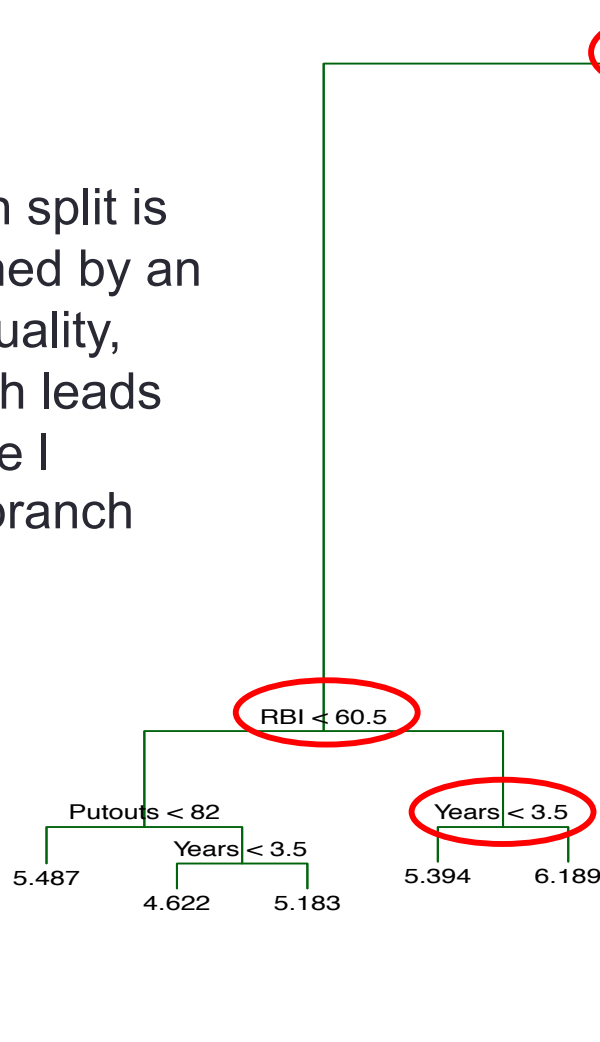 n split is
ned by an
uality,
h leads
e I
branch
RBI < 60.5
Putouts < 82
Years < 3.5
Years < 3.5
5.487
5.394
6.189
4.622
5.183